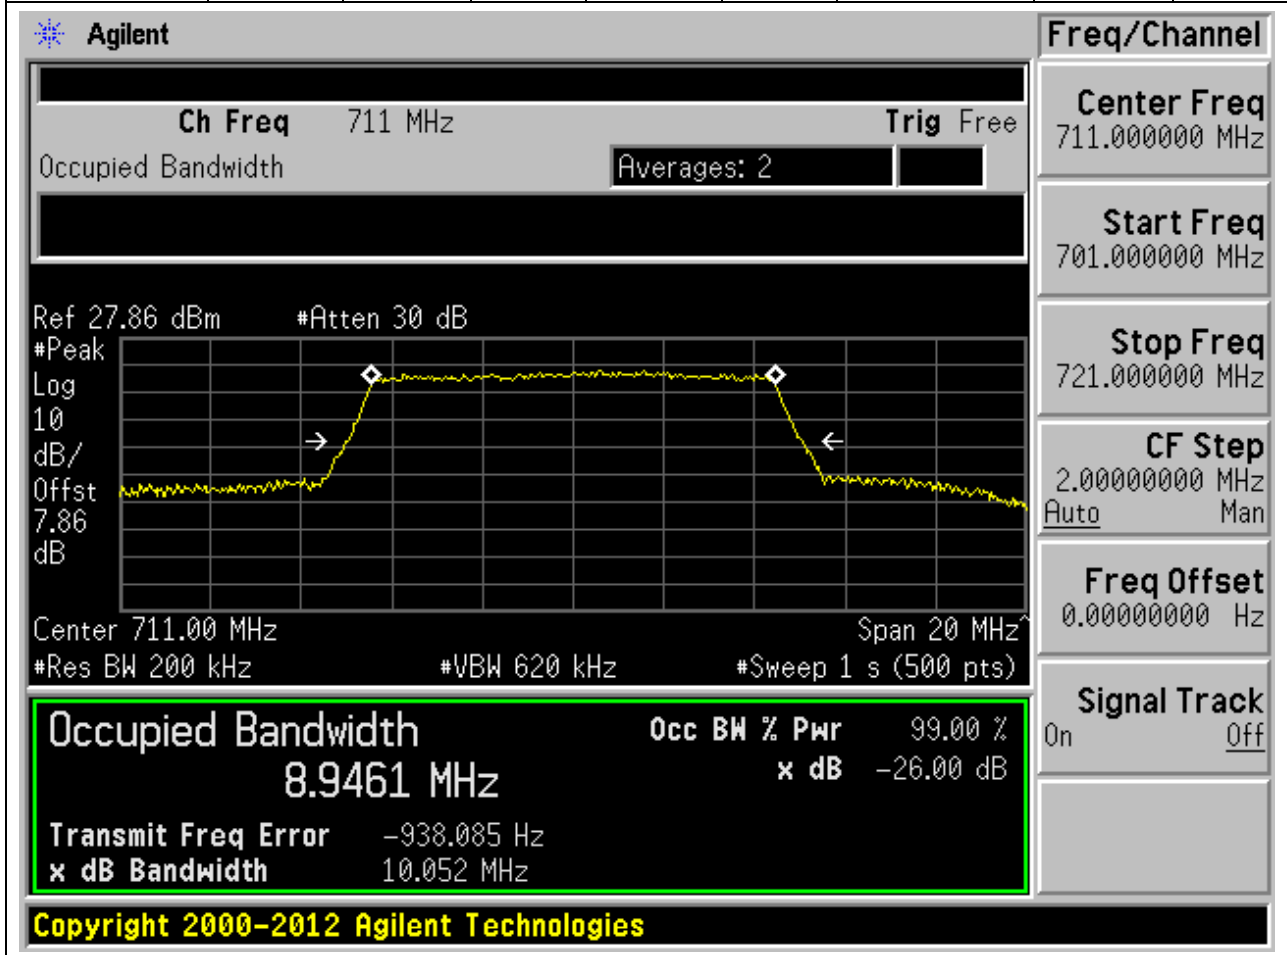 Agilent
Freq/Channel
Ch Freq 711 MHz Trig Free
Occupied Bandwidth Averages: 2
Ref 27.86 dBm #Atten 30 dB
#Peak
Log
10
dB/
Offst
7.86
dB
Center 711.00 MHz Span 20 MHz^
#Res BW 200 kHz #VBW 620 kHz #Sweep 1 s (500 pts)
Occupied Bandwidth Occ BW % Pwr 99.00 %
8.9461 MHz x dB -26.00 dB
Transmit Freq Error -938.085 Hz
x dB Bandwidth 10.052 MHz
Center Freq
711.000000 MHz
Start Freq
701.000000 MHz
Stop Freq
721.000000 MHz
CF Step
2.00000000 MHz
Auto Man
Freq Offset
0.00000000 Hz
Signal Track
On Off
Copyright 2000-2012 Agilent Technologies